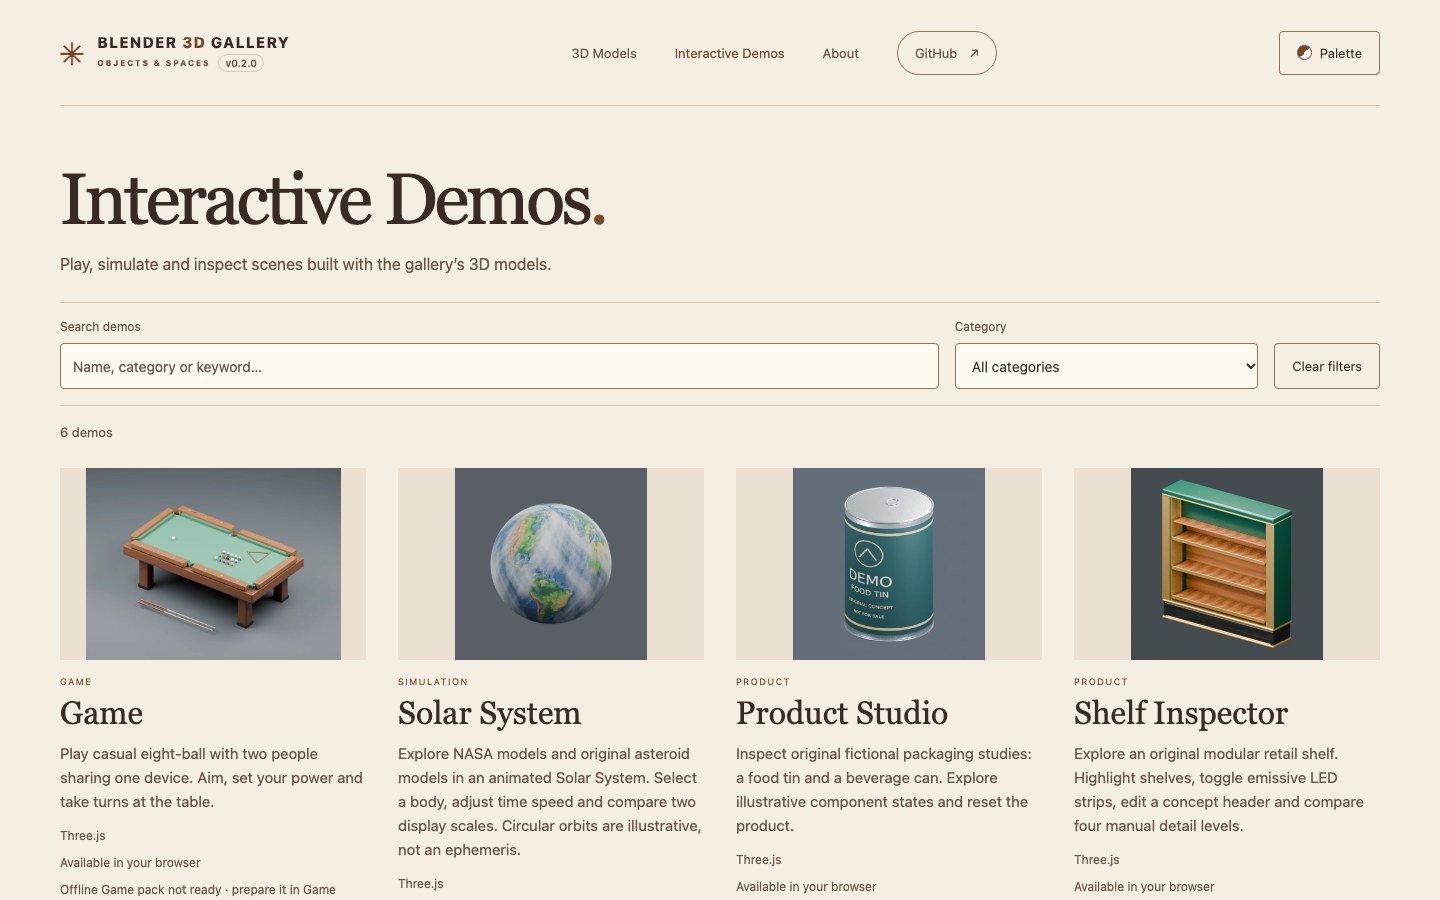 BLENDER 3D GALLERY
OBJECTS & SPACES v0.2.0
3D Models
Interactive Demos
About
GitHub ↗
Palette
Interactive Demos.
Play, simulate and inspect scenes built with the gallery’s 3D models.
Search demos
Name, category or keyword…
Category
All categories
Clear filters
6 demos
DEMO
FOOD TIN
ORIGINAL CONCEPT
NOT FOR SALE
GAME
Game
Play casual eight-ball with two people
sharing one device. Aim, set your power and
take turns at the table.
Three.js
Available in your browser
Offline Game pack not ready · prepare it in Game
SIMULATION
Solar System
Explore NASA models and original asteroid
models in an animated Solar System. Select
a body, adjust time speed and compare two
display scales. Circular orbits are illustrative,
not an ephemeris.
Three.js
PRODUCT
Product Studio
Inspect original fictional packaging studies:
a food tin and a beverage can. Explore
illustrative component states and reset the
product.
Three.js
Available in your browser
PRODUCT
Shelf Inspector
Explore an original modular retail shelf.
Highlight shelves, toggle emissive LED
strips, edit a concept header and compare
four manual detail levels.
Three.js
Available in your browser